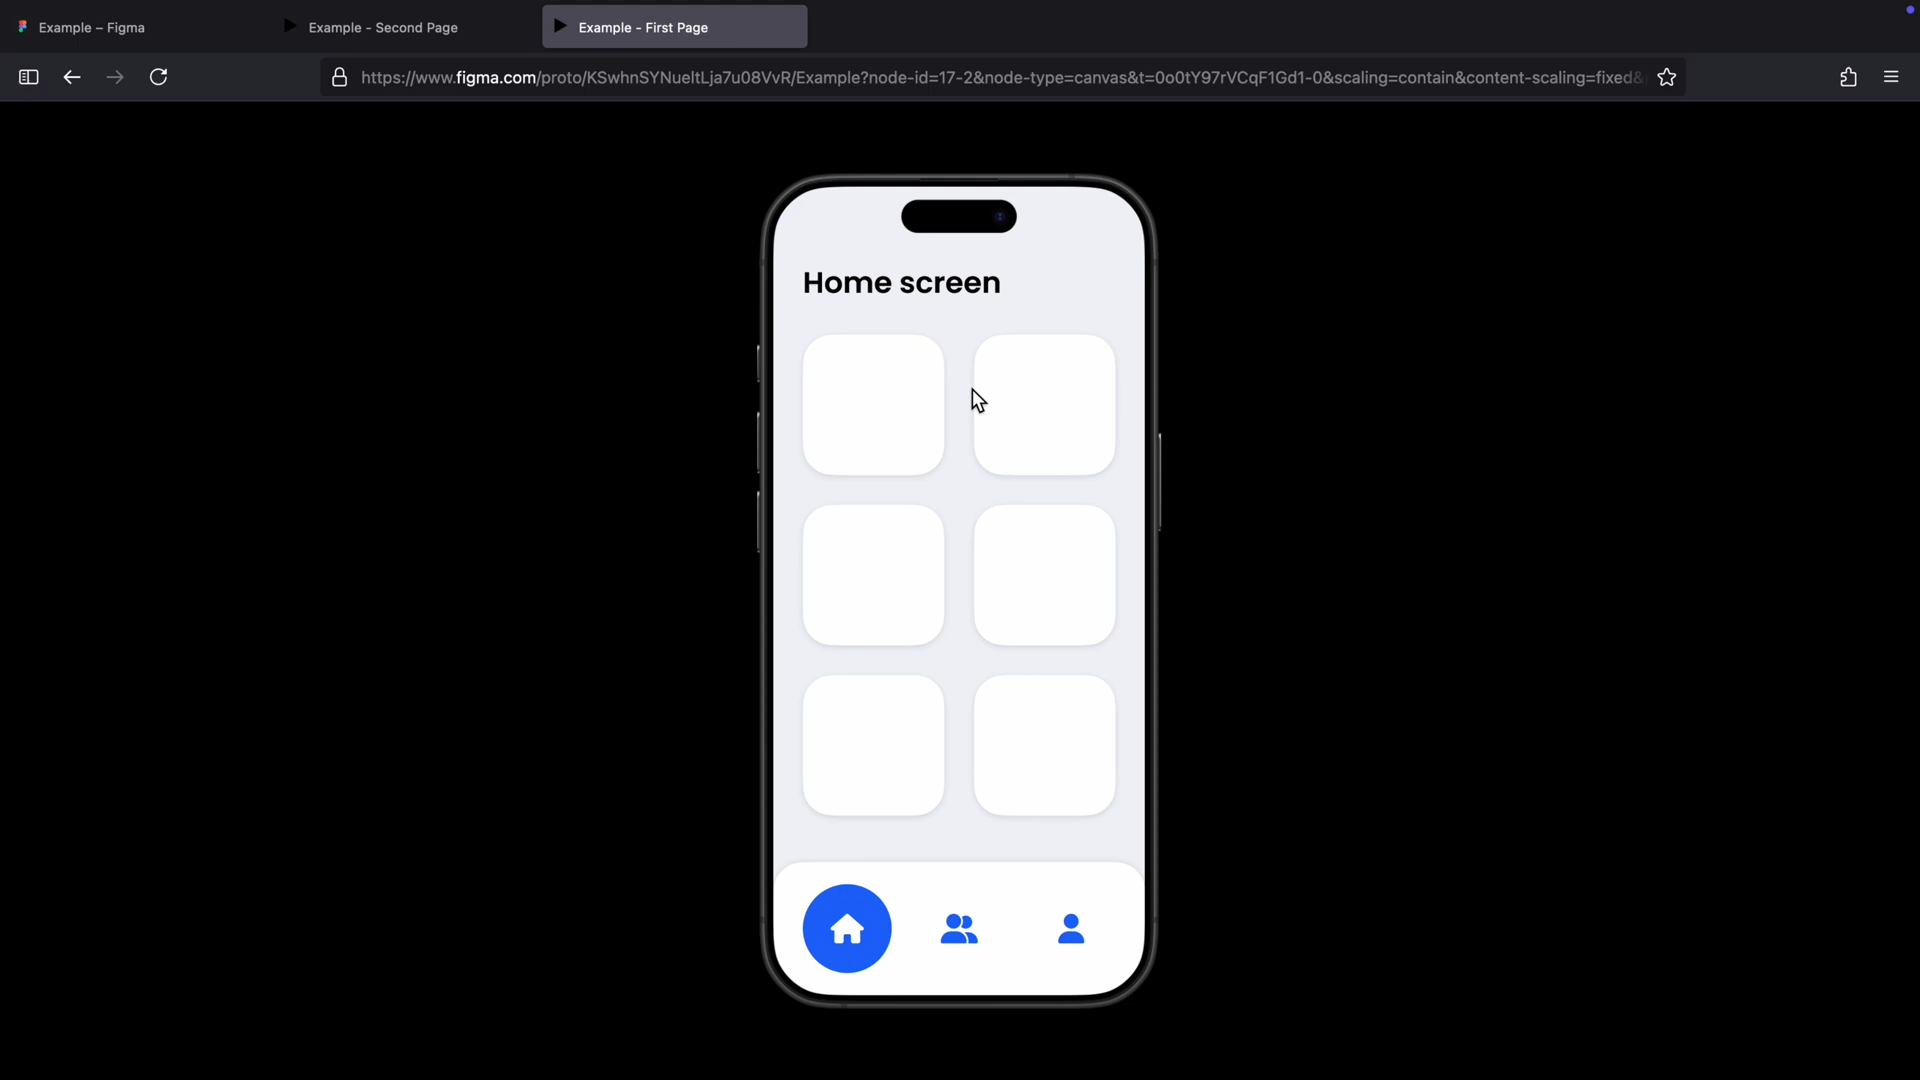 Example – Figma
Example - Second Page
Example - First Page
https://www.figma.com/proto/KSwhnSYNueltLja7u08VvR/Example?node-id=17-2&node-type=canvas&t=0o0tY97rVCqF1Gd1-0&scaling=contain&content-scaling=fixed&
Home screen